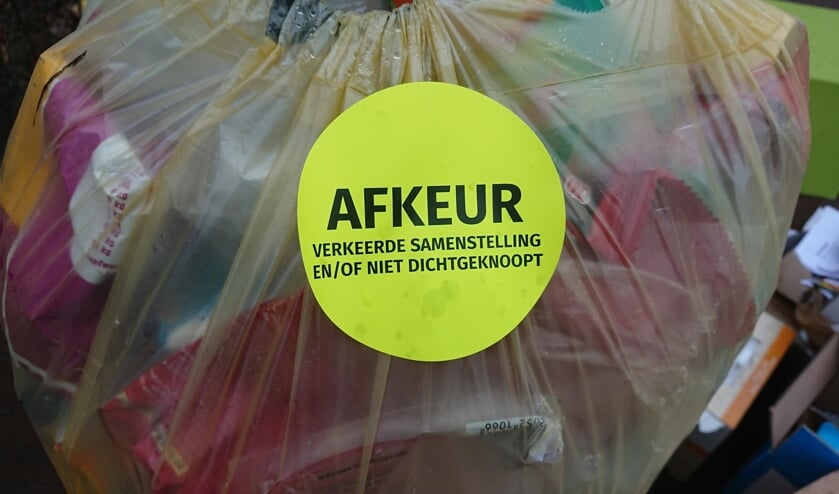 AFKEUR
VERKEERDE SAMENSTELLING
EN/OF NIET DICHTGEKNOOPT